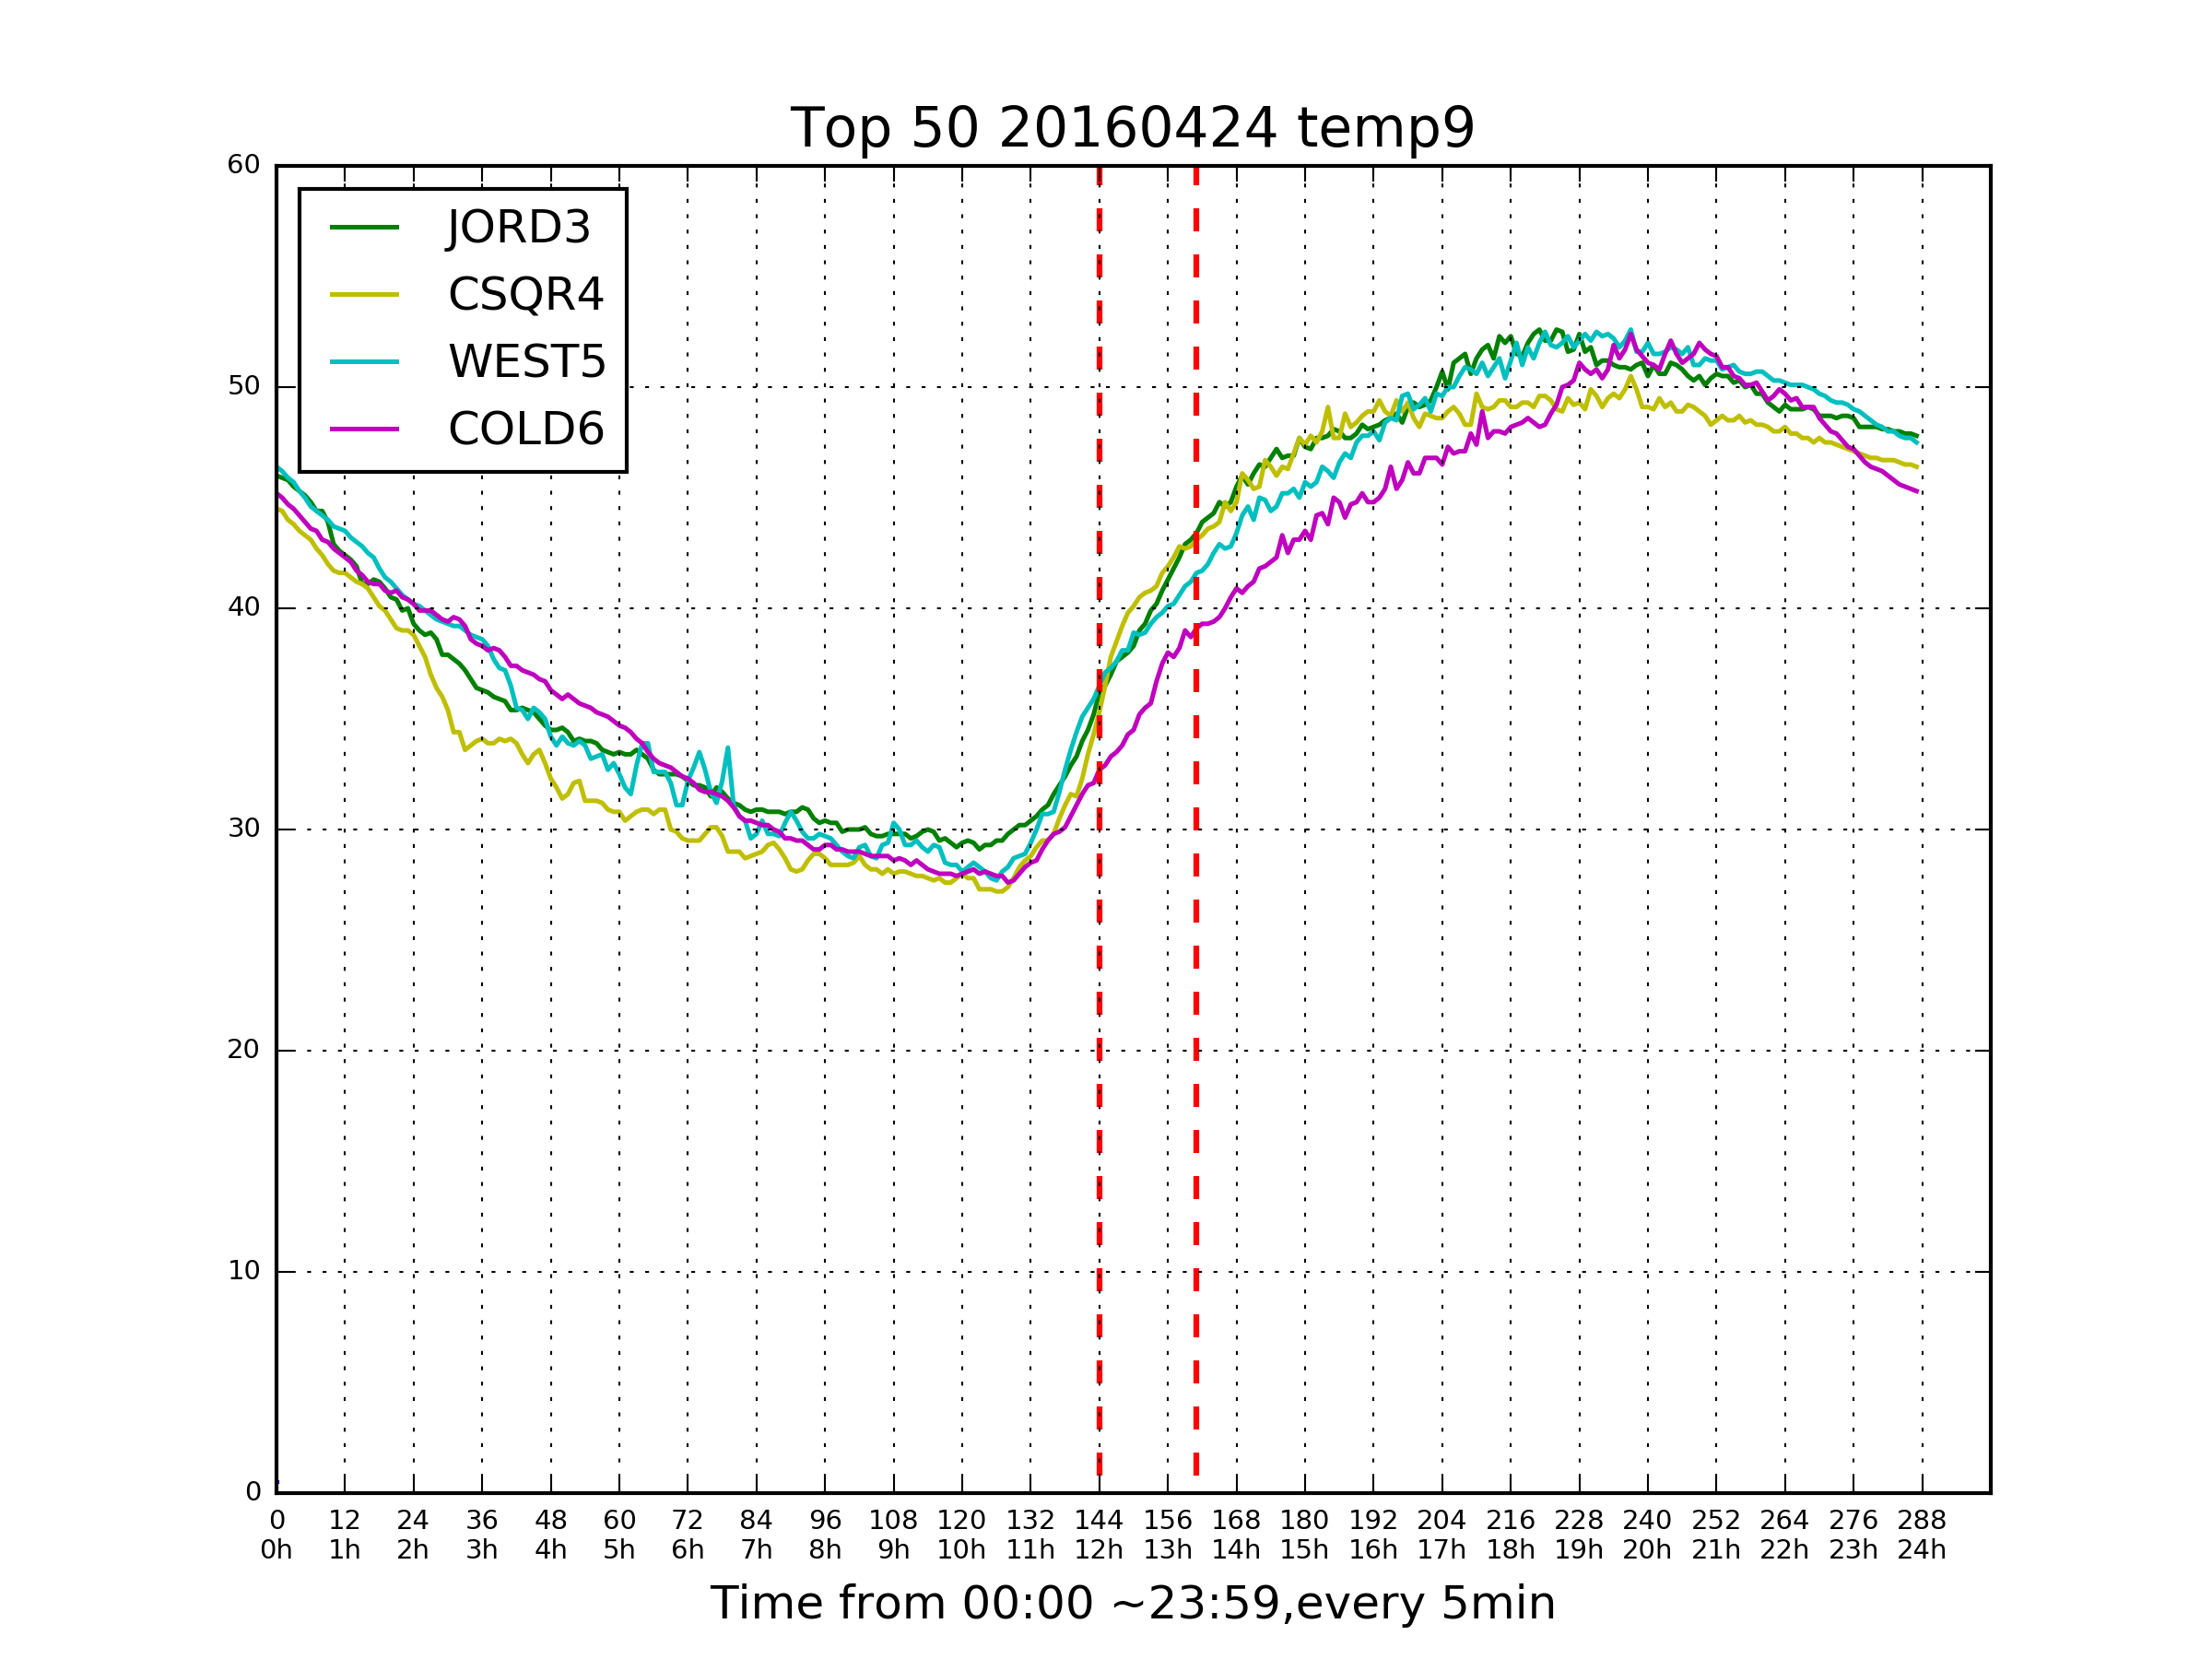 Top 50 20160424 temp9
60
50
40
30
20
10
0
JORD3
CSQR4
WEST5
COLD6
0 12 24 36 48 60 72 84 96 108 120 132 144 156 168 180 192 204 216 228 240 252 264 276 288
0h 1h 2h 3h 4h 5h 6h 7h 8h 9h 10h 11h 12h 13h 14h 15h 16h 17h 18h 19h 20h 21h 22h 23h 24h
Time from 00:00 ~23:59,every 5min